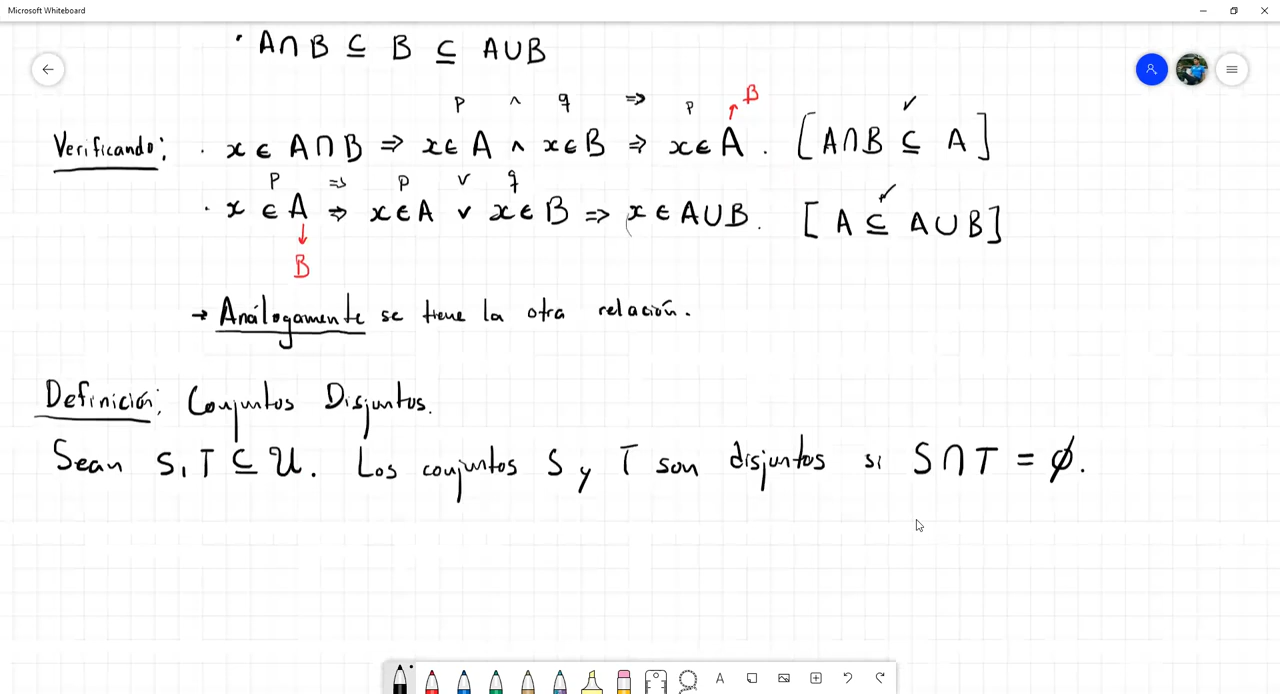 Microsoft Whiteboard
· A∩B ⊆ B ⊆ A∪B
p ∧ q ⇒ p B
Verificando: · x ∈ A∩B ⇒ x∈A ∧ x∈B ⇒ x∈A. [A∩B ⊆ A] ✓
p ⇒ p ∨ q
· x ∈ A ⇒ x∈A ∨ x∈B ⇒ x∈A∪B. [A ⊆ A∪B] ✓
B
→ Análogamente se tiene la otra relación.
Definición: Conjuntos Disjuntos.
Sean S, T ⊆ U. Los conjuntos S y T son disjuntos si S∩T = ∅.
A